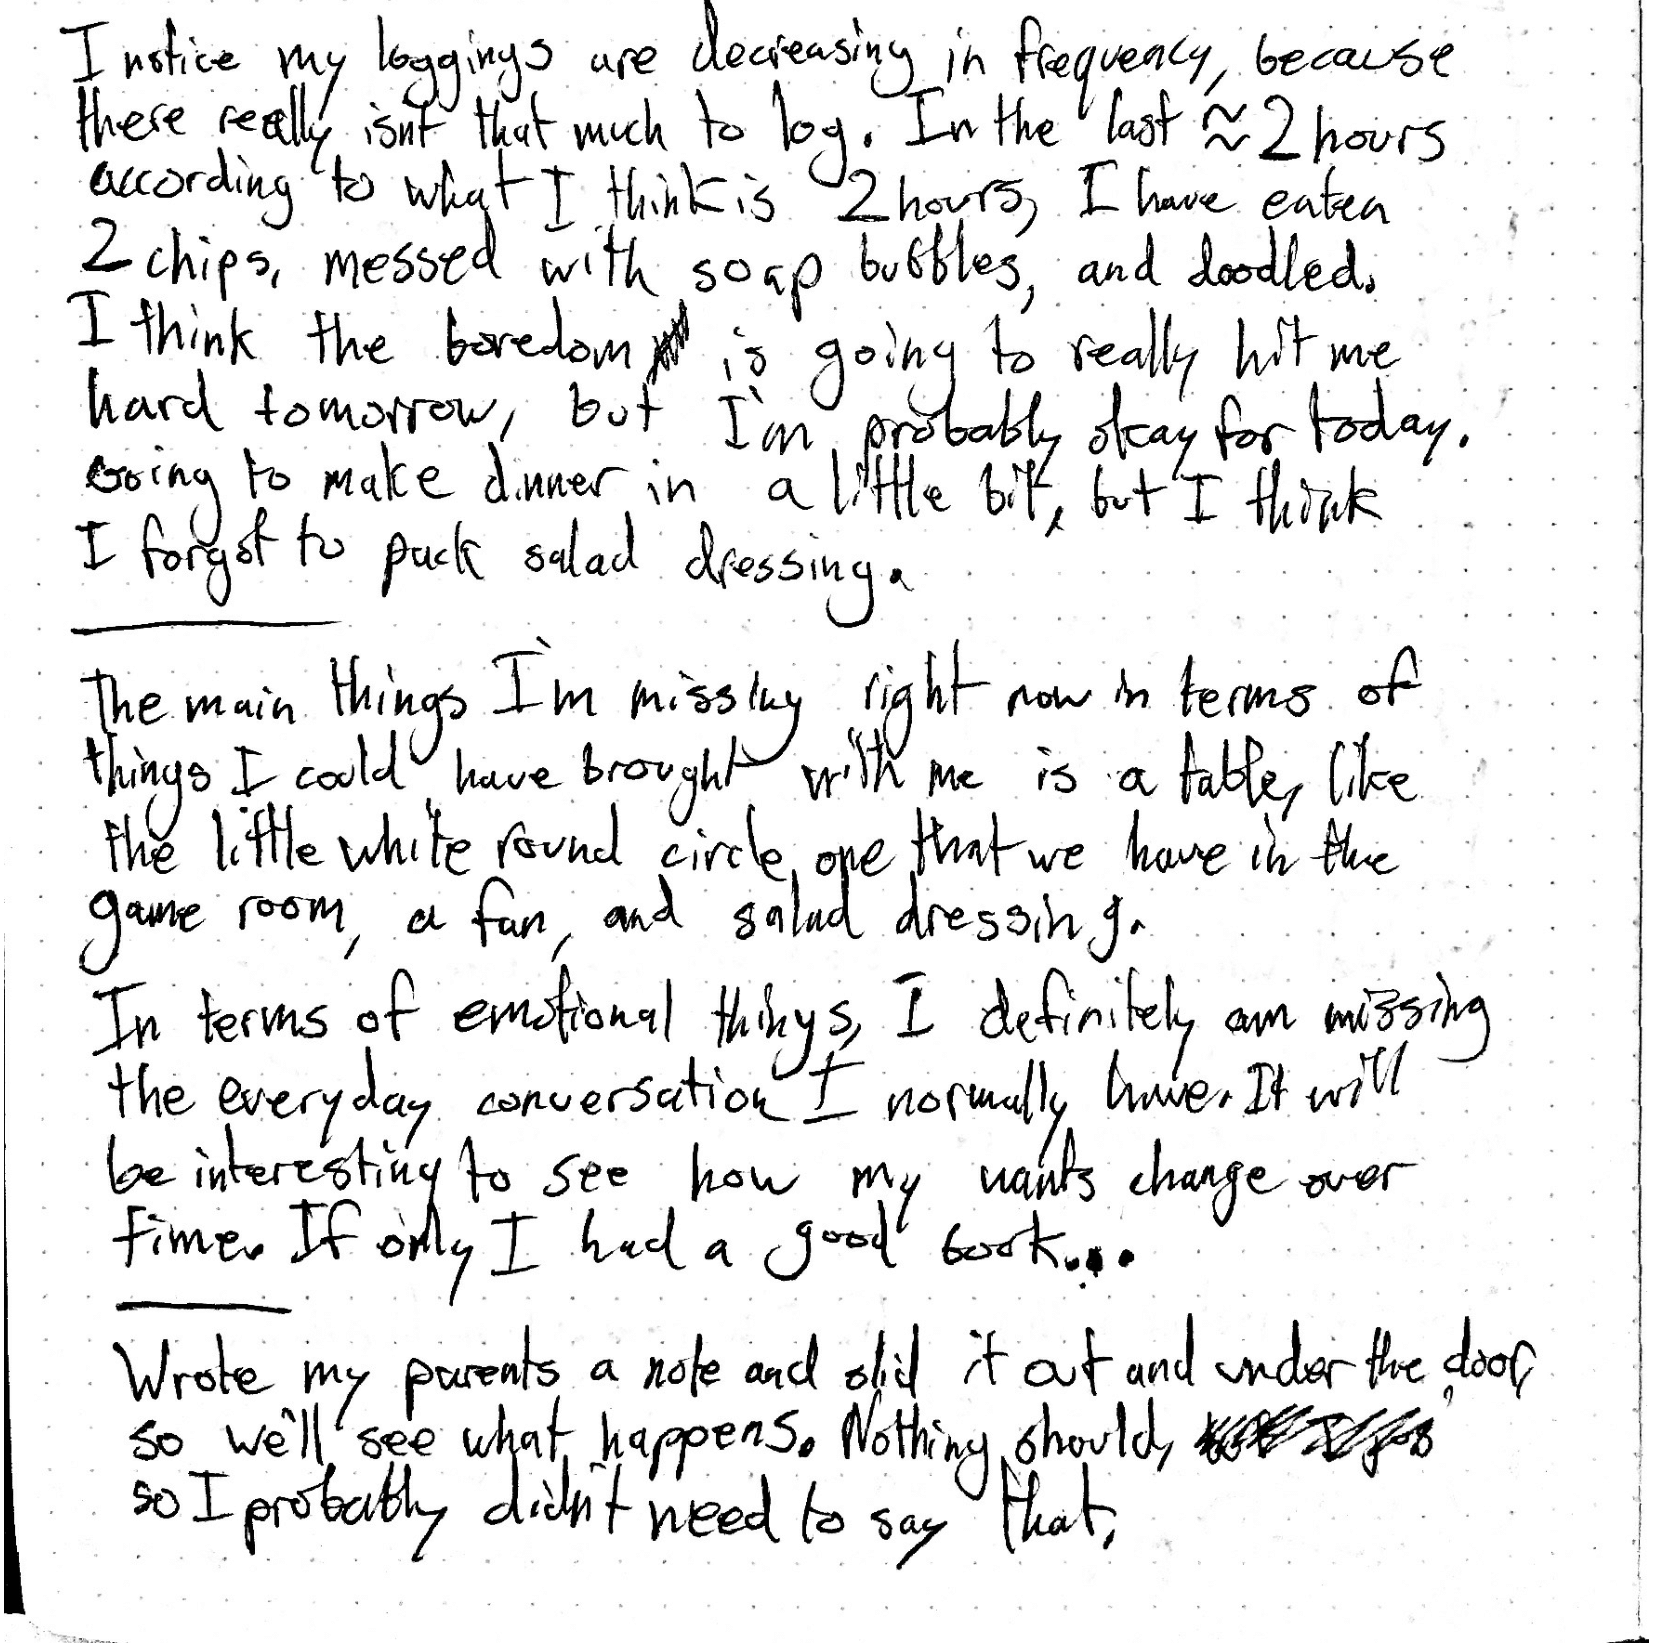 I notice my loggings are decreasing in frequency, because
there really isnt that much to log. In the last ≈2 hours
according to what I think is 2 hours, I have eaten
2 chips, messed with soap bubbles, and doodled.
I think the boredom is going to really hit me
hard tomorrow, but I'm probably okay for today.
Going to make dinner in a little bit, but I think
I forgot to pack salad dressing.
The main things I'm missing right now in terms of
things I could have brought with me is a table, like
the little white round circle one that we have in the
game room, a fan, and salad dressing.
In terms of emotional things, I definitely am missing
the everyday conversation I normally have. It will
be interesting to see how my wants change over
time. If only I had a good book...
Wrote my parents a note and slid it out and under the door,
so we'll see what happens. Nothing should,
so I probably didn't need to say that.